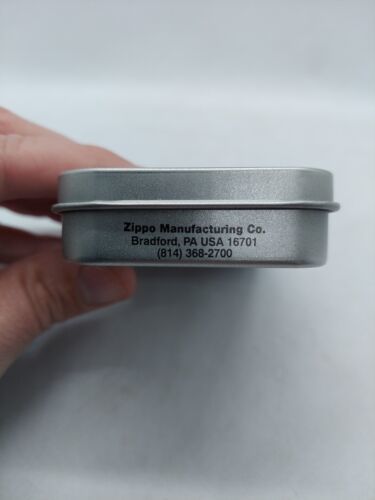 Zippo Manufacturing Co.
Bradford, PA USA 16701
(814) 368-2700